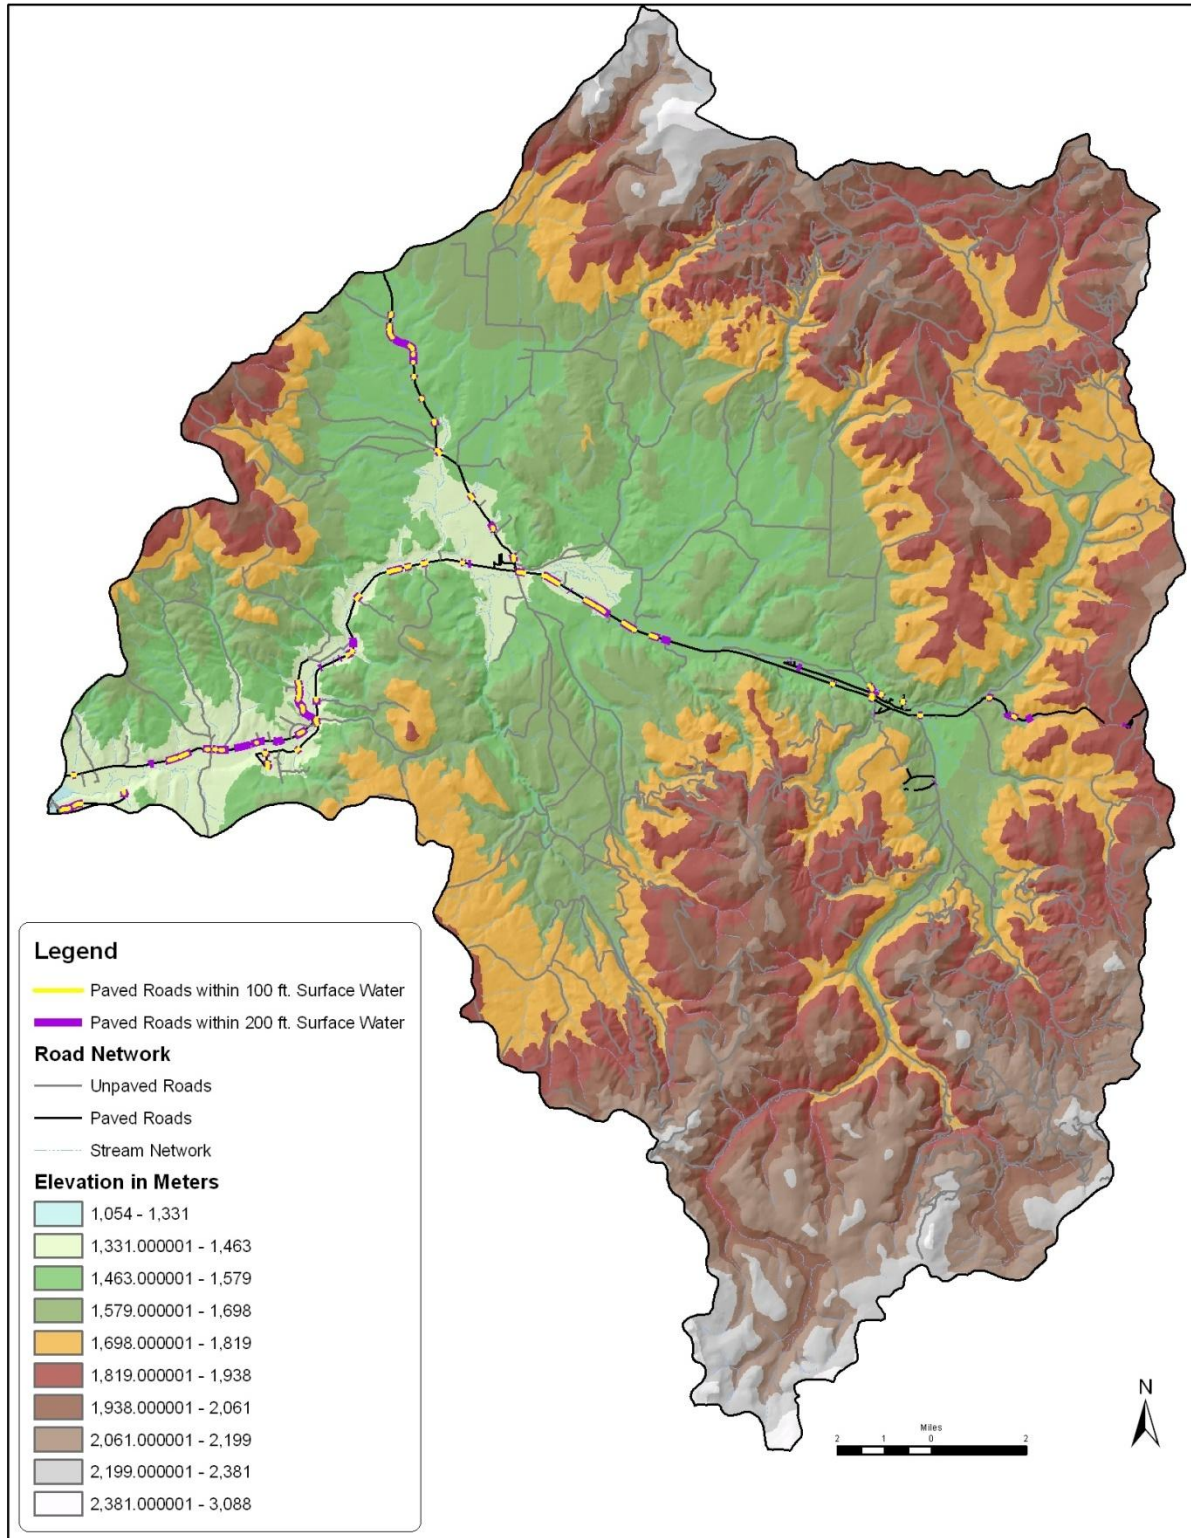 Legend
Paved Roads within 100 ft. Surface Water
Paved Roads within 200 ft. Surface Water
Road Network
Unpaved Roads
Paved Roads
Stream Network
Elevation in Meters
1,054 - 1,331
1,331.000001 - 1,463
1,463.000001 - 1,579
1,579.000001 - 1,698
1,698.000001 - 1,819
1,819.000001 - 1,938
1,938.000001 - 2,061
2,061.000001 - 2,199
2,199.000001 - 2,381
2,381.000001 - 3,088
Miles
2 1 0 2
N